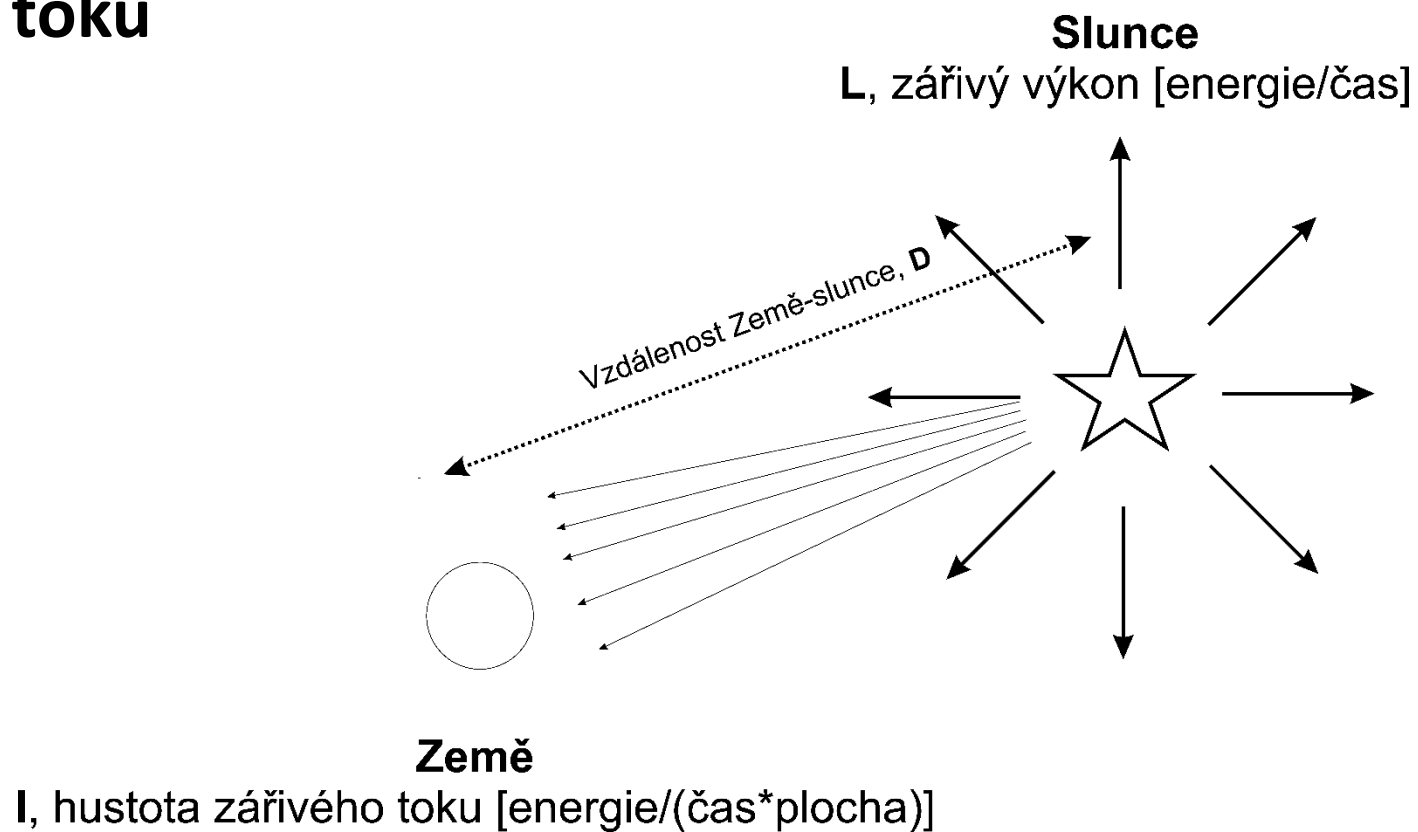 toku
Slunce
L, zářivý výkon [energie/čas]
Vzdálenost Země-slunce, D
Země
I, hustota zářivého toku [energie/(čas*plocha)]